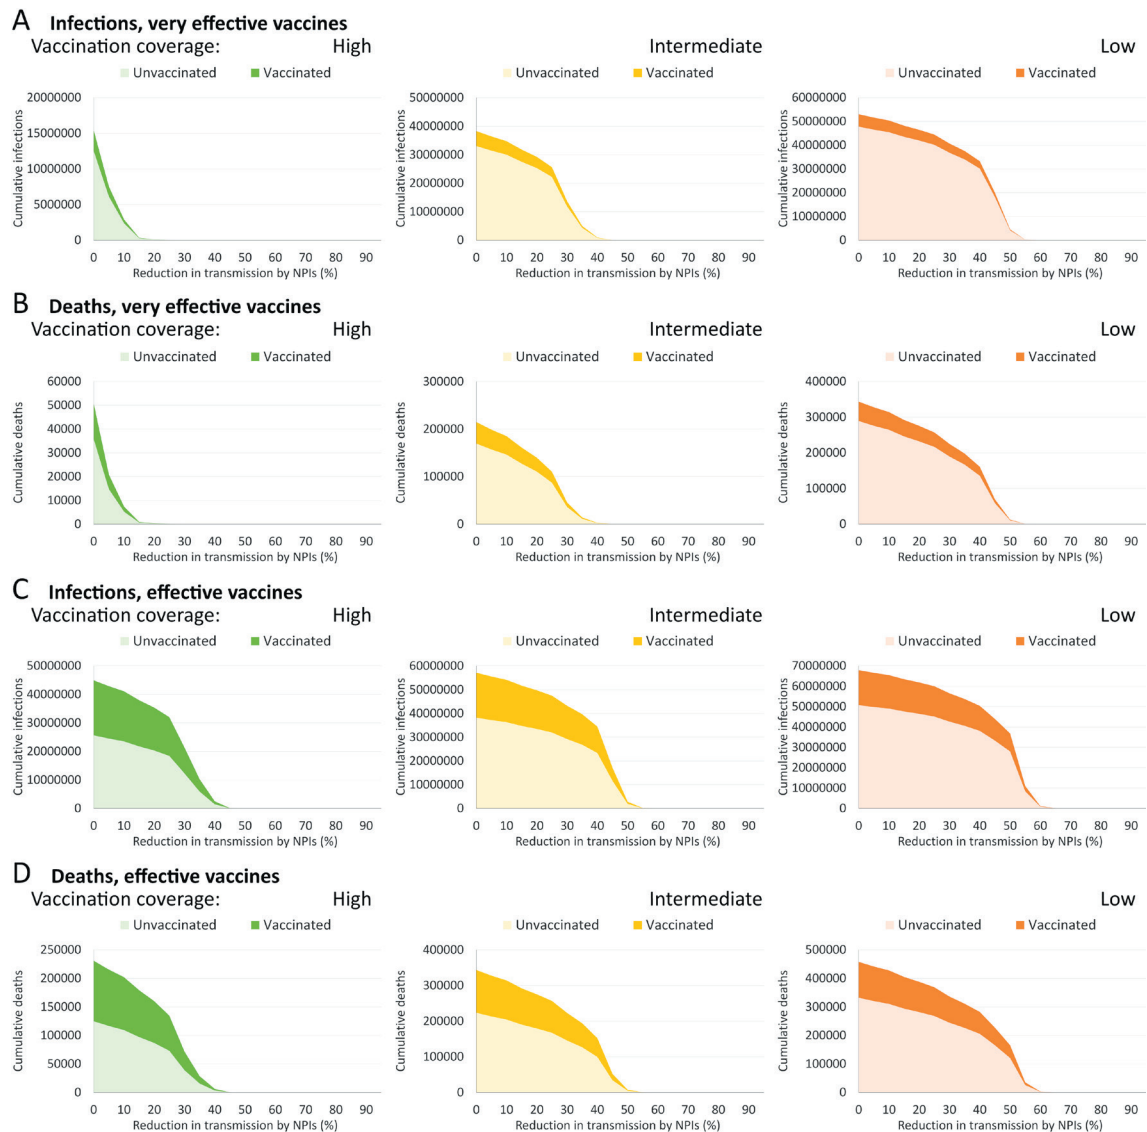 A Infections, very effective vaccines
Vaccination coverage: High Intermediate Low
Unvaccinated Vaccinated Unvaccinated Vaccinated Unvaccinated Vaccinated
Cumulative infections
20000000
15000000
10000000
5000000
0
0 10 20 30 40 50 60 70 80 90
Reduction in transmission by NPIs (%)
Cumulative infections
50000000
40000000
30000000
20000000
10000000
0
0 10 20 30 40 50 60 70 80 90
Reduction in transmission by NPIs (%)
Cumulative infections
60000000
50000000
40000000
30000000
20000000
10000000
0
0 10 20 30 40 50 60 70 80 90
Reduction in transmission by NPIs (%)
B Deaths, very effective vaccines
Vaccination coverage: High Intermediate Low
Unvaccinated Vaccinated Unvaccinated Vaccinated Unvaccinated Vaccinated
Cumulative deaths
60000
50000
40000
30000
20000
10000
0
0 10 20 30 40 50 60 70 80 90
Reduction in transmission by NPIs (%)
Cumulative deaths
300000
200000
100000
0
0 10 20 30 40 50 60 70 80 90
Reduction in transmission by NPIs (%)
Cumulative deaths
400000
300000
200000
100000
0
0 10 20 30 40 50 60 70 80 90
Reduction in transmission by NPIs (%)
C Infections, effective vaccines
Vaccination coverage: High Intermediate Low
Unvaccinated Vaccinated Unvaccinated Vaccinated Unvaccinated Vaccinated
Cumulative infections
50000000
40000000
30000000
20000000
10000000
0
0 10 20 30 40 50 60 70 80 90
Reduction in transmission by NPIs (%)
Cumulative infections
60000000
50000000
40000000
30000000
20000000
10000000
0
0 10 20 30 40 50 60 70 80 90
Reduction in transmission by NPIs (%)
Cumulative infections
70000000
60000000
50000000
40000000
30000000
20000000
10000000
0
0 10 20 30 40 50 60 70 80 90
Reduction in transmission by NPIs (%)
D Deaths, effective vaccines
Vaccination coverage: High Intermediate Low
Unvaccinated Vaccinated Unvaccinated Vaccinated Unvaccinated Vaccinated
Cumulative deaths
250000
200000
150000
100000
50000
0
0 10 20 30 40 50 60 70 80 90
Reduction in transmission by NPIs (%)
Cumulative deaths
400000
300000
200000
100000
0
0 10 20 30 40 50 60 70 80 90
Reduction in transmission by NPIs (%)
Cumulative deaths
500000
400000
300000
200000
100000
0
0 10 20 30 40 50 60 70 80 90
Reduction in transmission by NPIs (%)